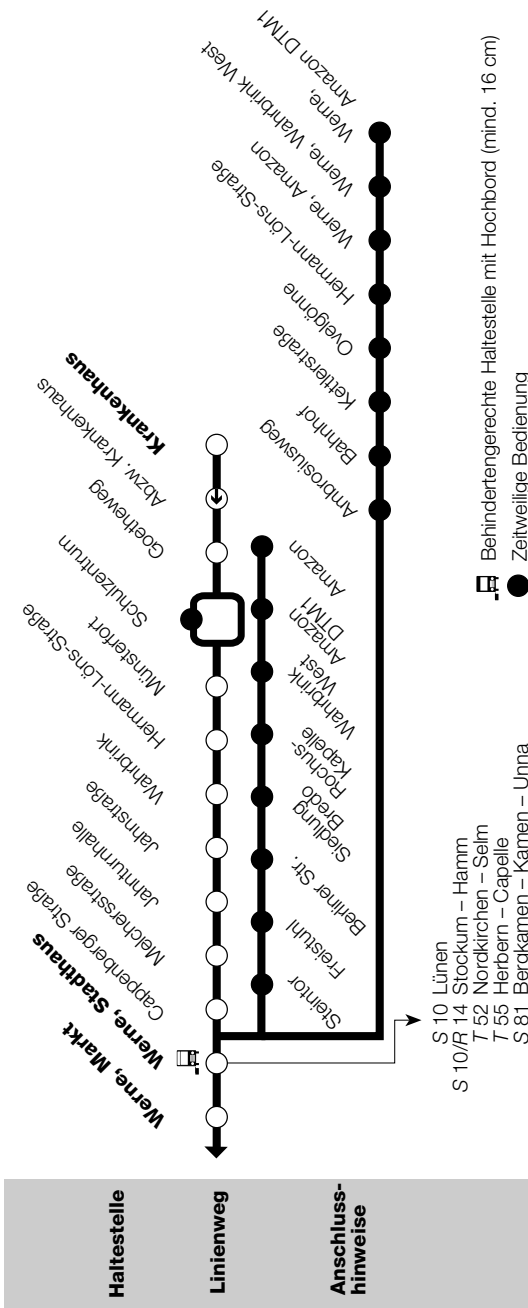 Haltestelle
Linienweg
Anschluss-
hinweise
Werne, Markt
Werne, Stadthaus
Cappenberger Straße
Melchersstraße
Jahnturnhalle
Jahnstraße
Wahrbrink
Hermann-Löns-Straße
Münsterfort
Schulzentrum
Goetheweg
Abzw. Krankenhaus
Krankenhaus
Steintor
Freistuhl
Berliner Str.
Siedlung
Bredo
Rochus-
Kapelle
Wahrbrink
West
Amazon
DTM1
Amazon
Ambrosiusweg
Bahnhof
Kettlerstraße
Ovelgönne
Hermann-Löns-Straße
Werne, Amazon
Werne, Wahrbrink West
Werne,
Amazon DTM1
S 10 Lünen
S 10/R 14 Stockum – Hamm
T 52 Nordkirchen – Selm
T 55 Herbern – Capelle
S 81 Bergkamen – Kamen – Unna
Behindertengerechte Haltestelle mit Hochbord (mind. 16 cm)
Zeitweilige Bedienung